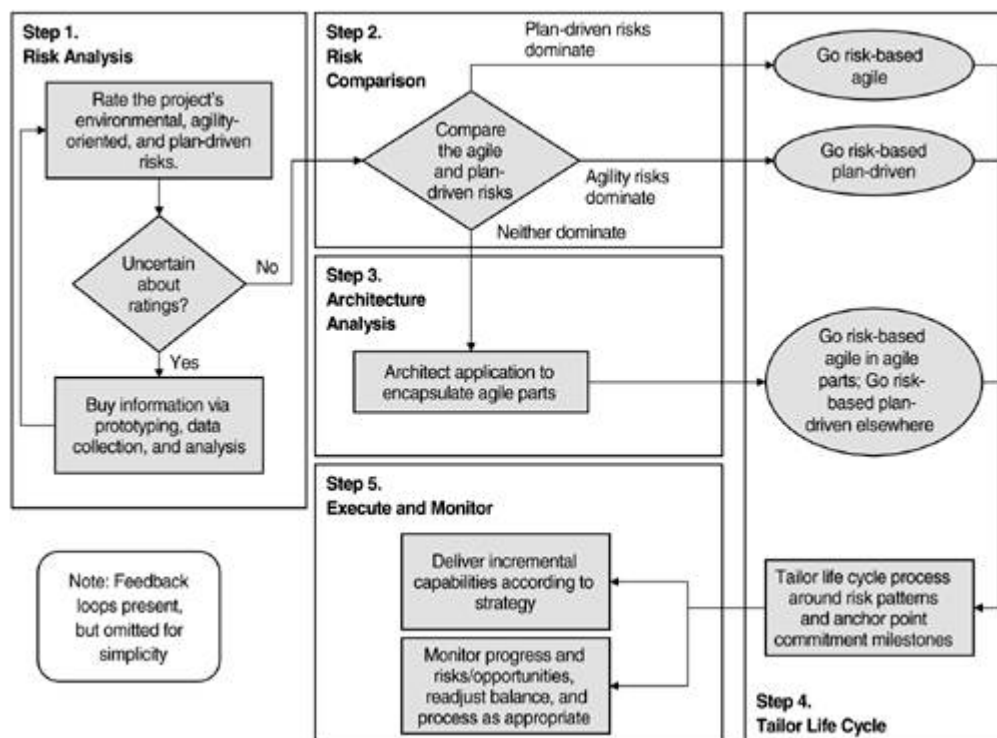 Step 1.
Risk Analysis
Rate the project's
environmental, agility-
oriented, and plan-driven
risks.
Uncertain
about
ratings?
No
Yes
Buy information via
prototyping, data
collection, and analysis
Note: Feedback
loops present,
but omitted for
simplicity
Step 2.
Risk
Comparison
Plan-driven risks
dominate
Compare
the agile
and plan-
driven risks
Agility risks
dominate
Neither dominate
Step 3.
Architecture
Analysis
Architect application to
encapsulate agile parts
Go risk-based
agile
Go risk-based
plan-driven
Go risk-based
agile in agile
parts; Go risk-
based plan-
driven elsewhere
Tailor life cycle process
around risk patterns
and anchor point
commitment milestones
Step 4.
Tailor Life Cycle
Step 5.
Execute and Monitor
Deliver incremental
capabilities according to
strategy
Monitor progress and
risks/opportunities,
readjust balance, and
process as appropriate